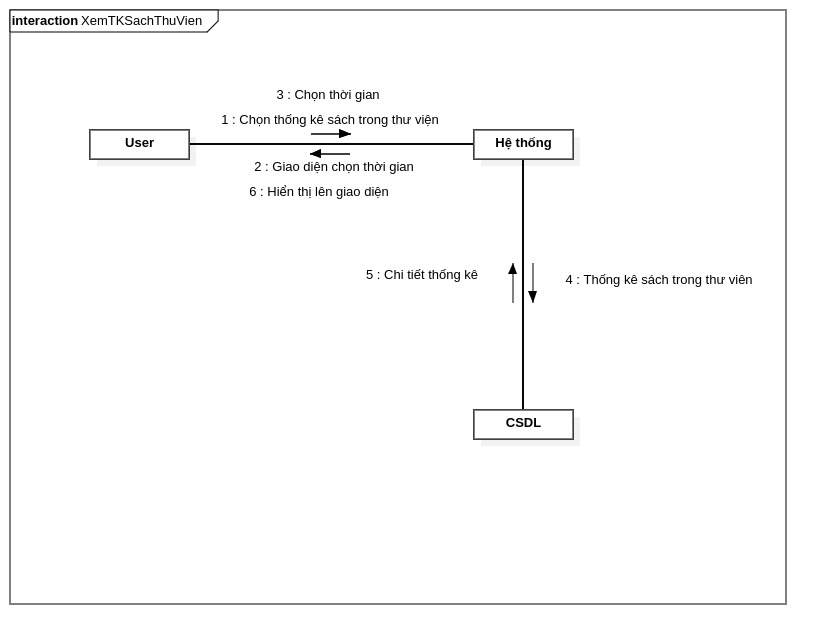 interaction XemTKSachThuVien
3 : Chọn thời gian
1 : Chọn thống kê sách trong thư viện
User
Hệ thống
2 : Giao diện chọn thời gian
6 : Hiển thị lên giao diện
5 : Chi tiết thống kê
4 : Thống kê sách trong thư viên
CSDL